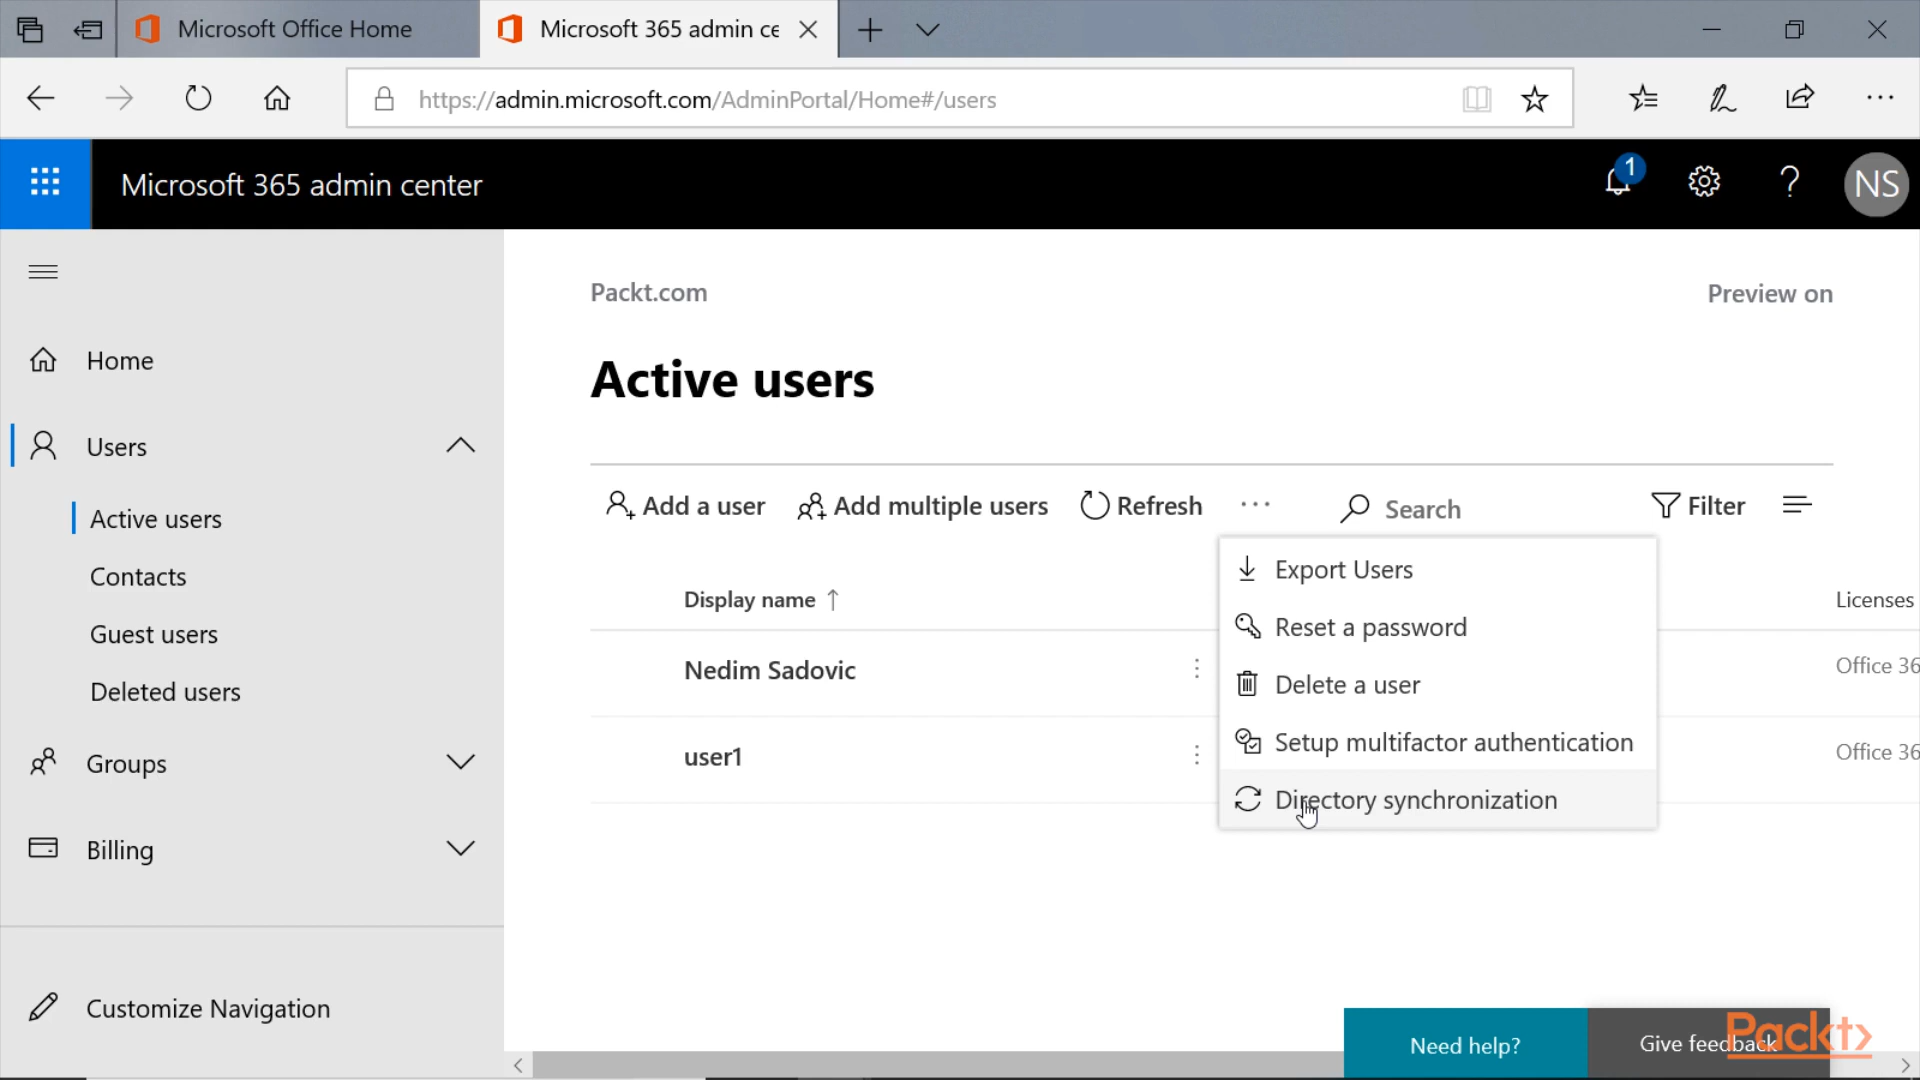 Microsoft Office Home
Microsoft 365 admin ce
https://admin.microsoft.com/AdminPortal/Home#/users
Microsoft 365 admin center
1
NS
Packt.com
Preview on
Home
Active users
Users
Add a user
Add multiple users
Refresh
Search
Filter
Active users
Contacts
Export Users
Display name
Licenses
Guest users
Reset a password
Nedim Sadovic
Office 36
Deleted users
Delete a user
Groups
user1
Setup multifactor authentication
Office 36
Directory synchronization
Billing
Customize Navigation
Need help?
Give feedback
Packt